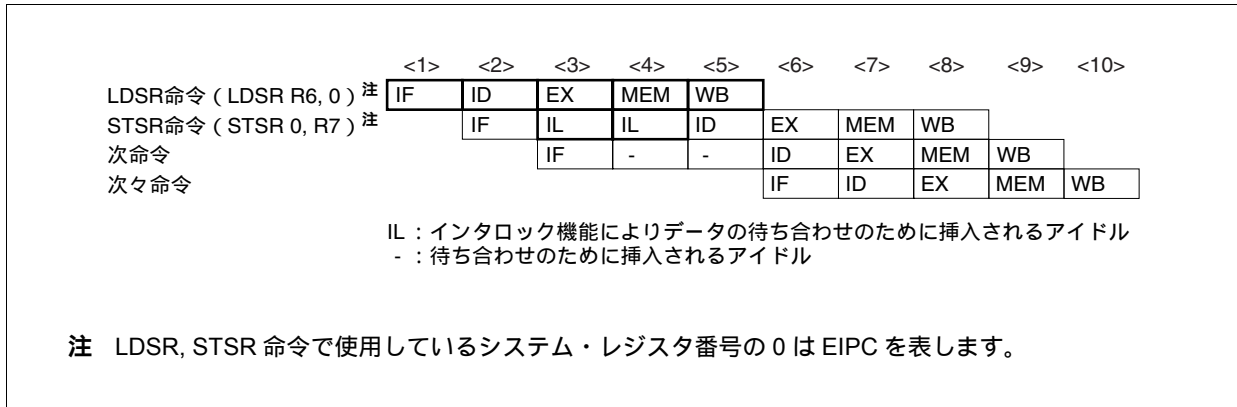 <1> <2> <3> <4> <5> <6> <7> <8> <9> <10>
LDSR命令（LDSR R6, 0）注 IF ID EX MEM WB
STSR命令（STSR 0, R7）注 IF IL IL ID EX MEM WB
次命令 IF - - ID EX MEM WB
次々命令 IF ID EX MEM WB
IL：インタロック機能によりデータの待ち合わせのために挿入されるアイドル
-：待ち合わせのために挿入されるアイドル
注 LDSR, STSR 命令で使用しているシステム・レジスタ番号の 0 は EIPC を表します。